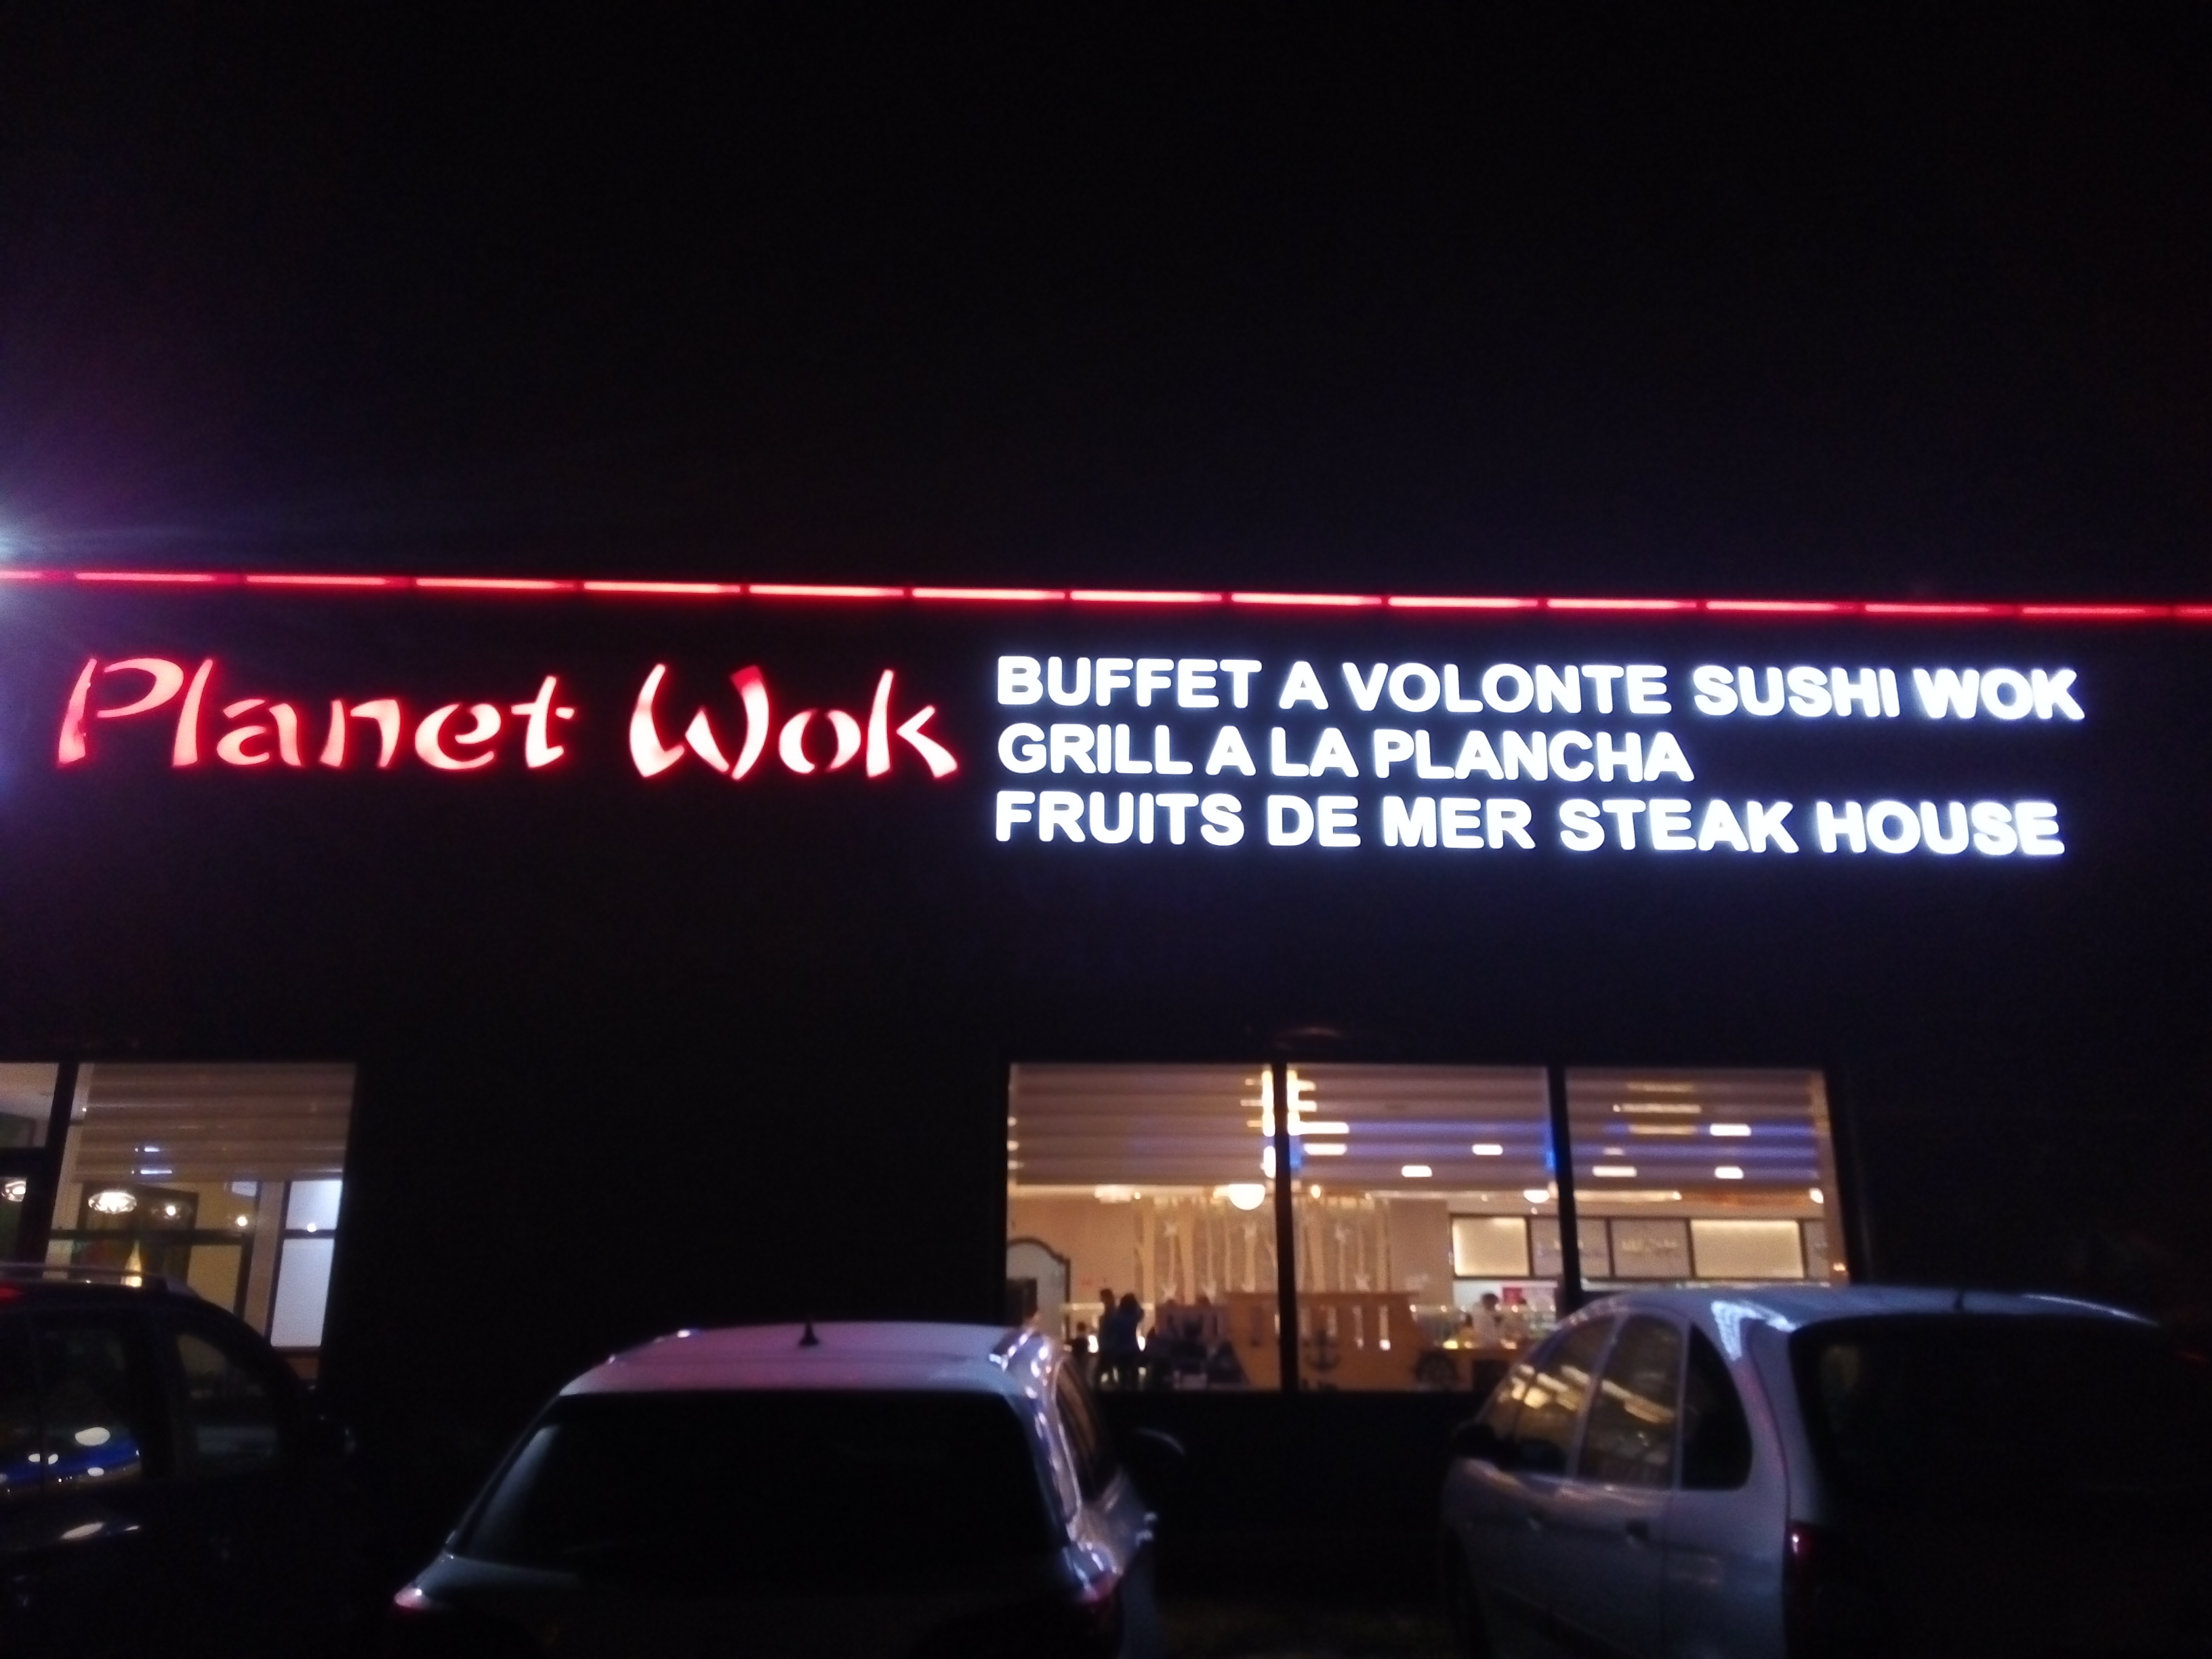 Planet Wok
BUFFET A VOLONTE SUSHI WOK
GRILL A LA PLANCHA
FRUITS DE MER STEAK HOUSE